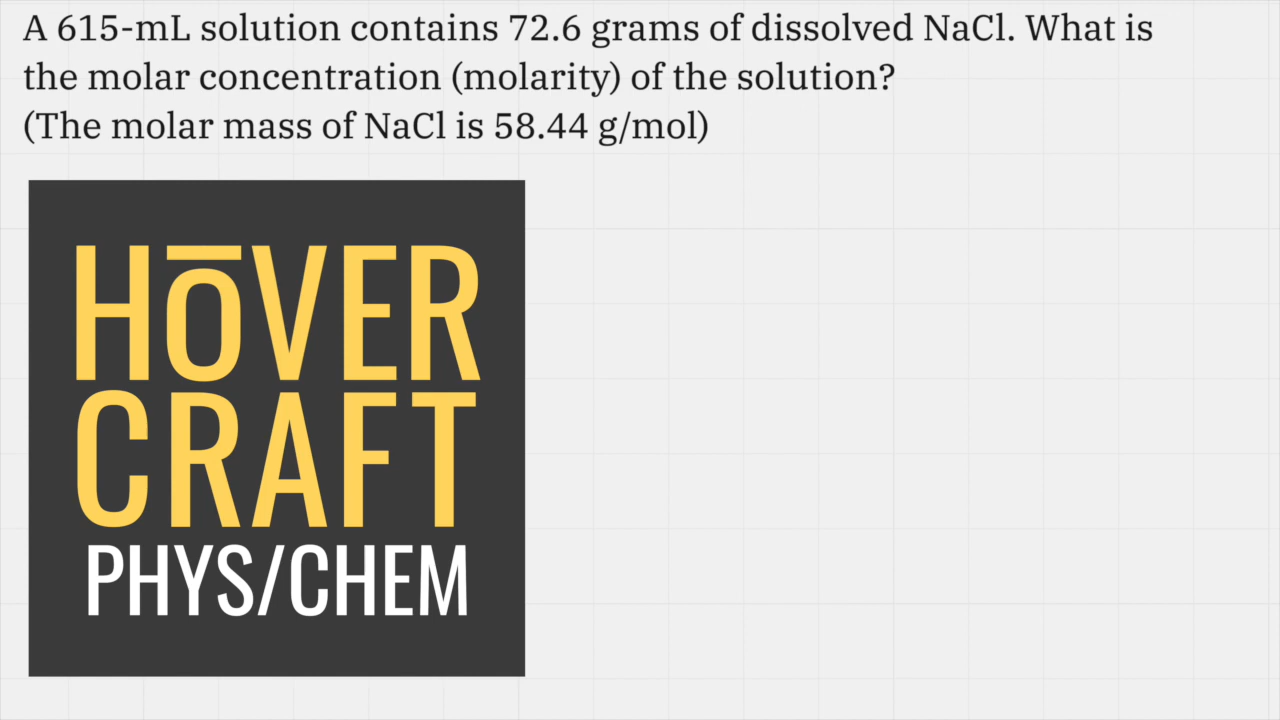 A 615-mL solution contains 72.6 grams of dissolved NaCl. What is
the molar concentration (molarity) of the solution?
(The molar mass of NaCl is 58.44 g/mol)
HŌVER
CRAFT
PHYS/CHEM